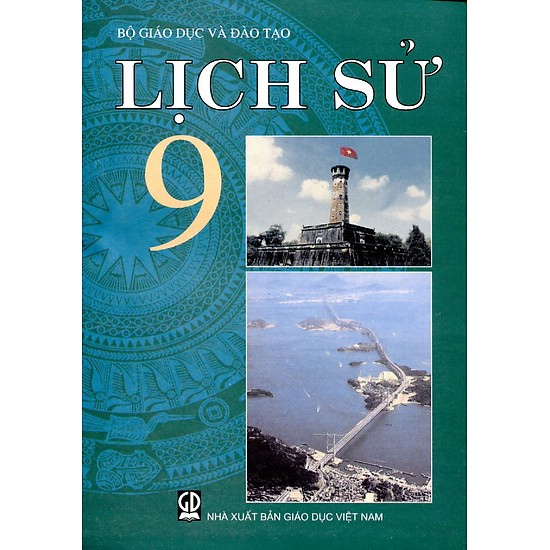 BỘ GIÁO DỤC VÀ ĐÀO TẠO
LỊCH SỬ
9
GD
NHÀ XUẤT BẢN GIÁO DỤC VIỆT NAM